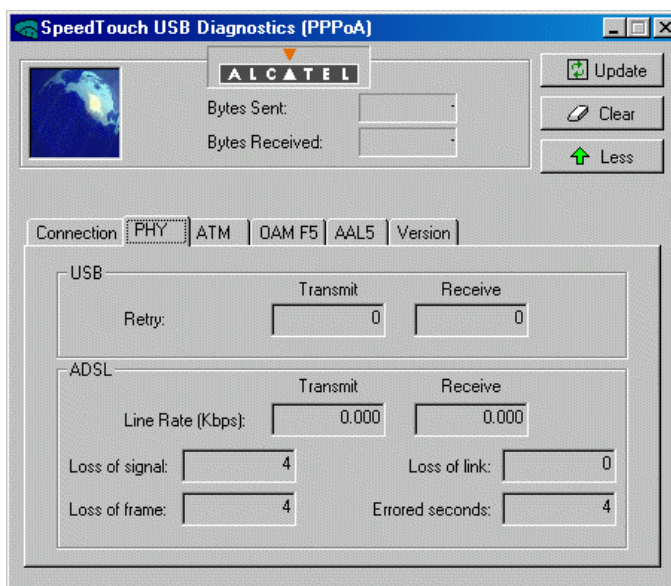 SpeedTouch USB Diagnostics (PPPoA)
ALCATEL
Update
Bytes Sent: -
Clear
Bytes Received: -
Less
Connection PHY ATM OAM F5 AAL5 Version
USB
Transmit Receive
Retry: 0 0
ADSL
Transmit Receive
Line Rate (Kbps): 0.000 0.000
Loss of signal: 4 Loss of link: 0
Loss of frame: 4 Errored seconds: 4